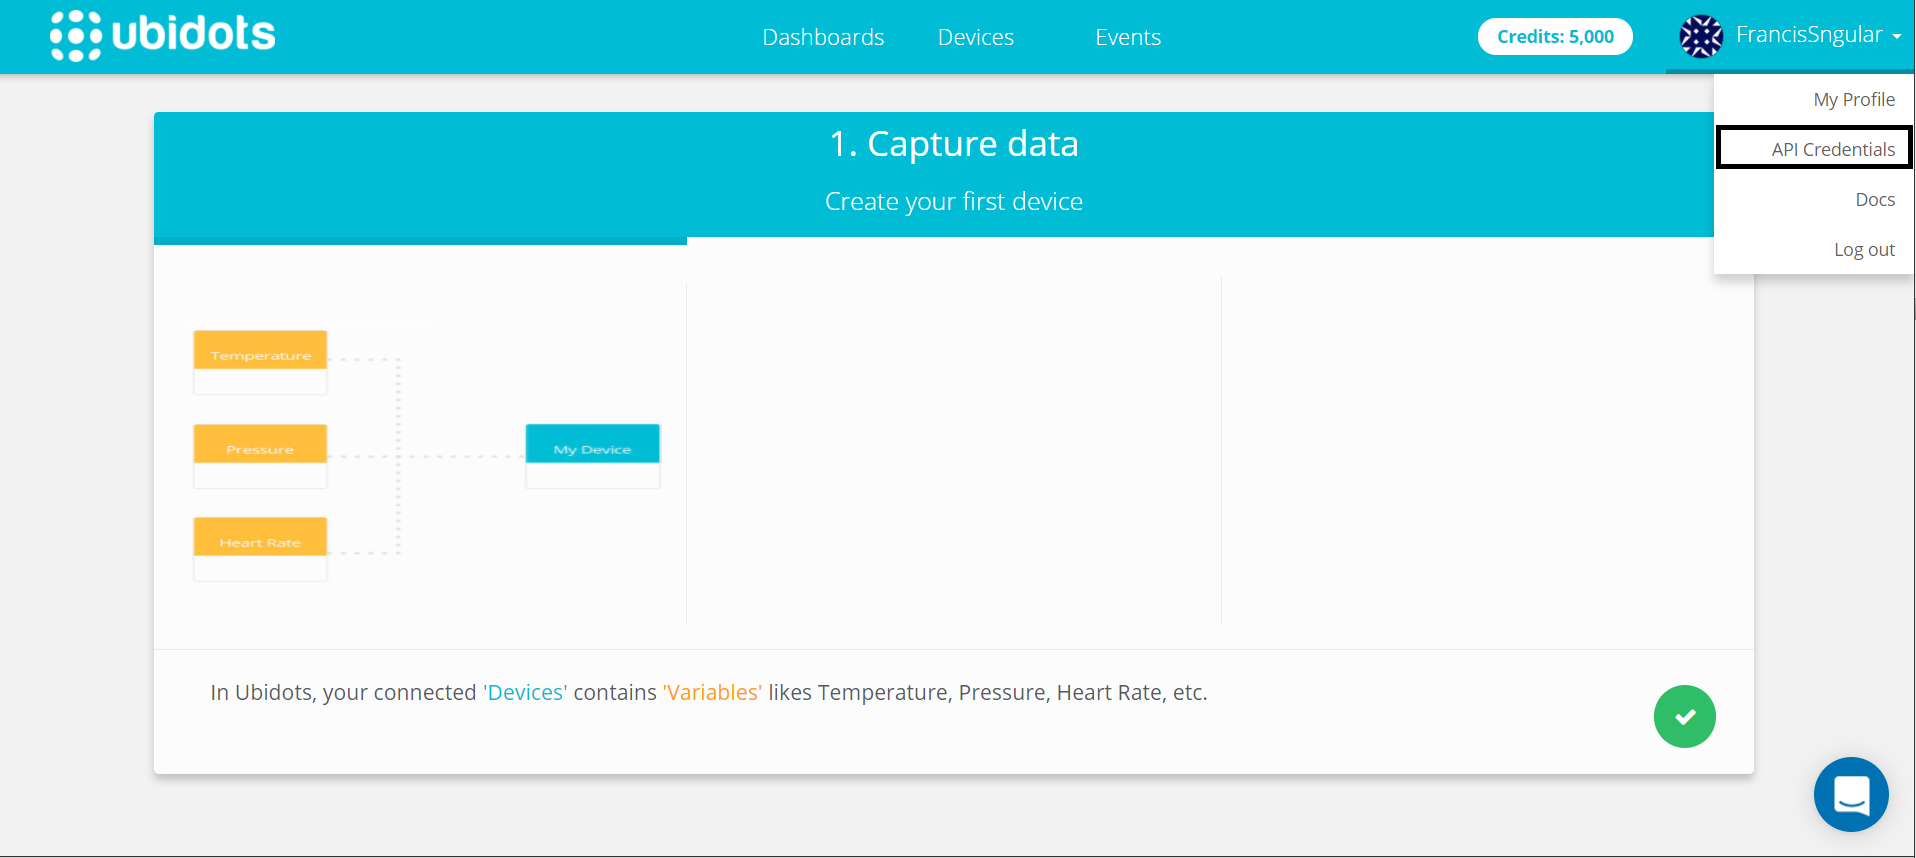 ubidots
Dashboards
Devices
Events
Credits: 5,000
FrancisSngular
My Profile
API Credentials
Docs
Log out
1. Capture data
Create your first device
Temperature
Pressure
My Device
Heart Rate
In Ubidots, your connected 'Devices' contains 'Variables' likes Temperature, Pressure, Heart Rate, etc.